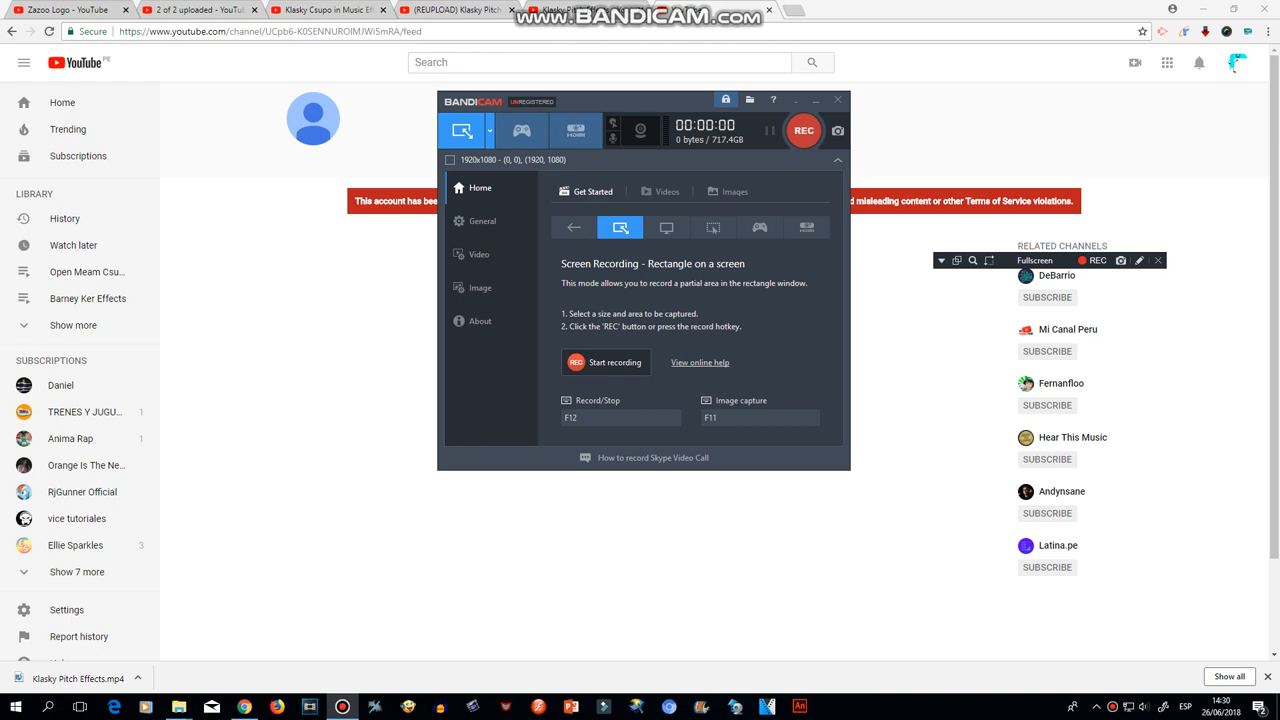 Zazoo Logo - YouTube
2 of 2 uploaded - YouTube
Klasky Csupo in Music Eff
(REUPLOAD) Klasky
www.BANDICAM.com
Secure
https://www.youtube.com/channel/UCpb6-K0SENNUROlMJWi5mRA/feed
YouTube PE
Search
Home
Trending
Subscriptions
LIBRARY
History
Watch later
Open Meam Csu...
Barney Ker Effects
Show more
SUBSCRIPTIONS
Daniel
TRENES Y JUGU... 1
Anima Rap 1
Orange Is The Ne...
RjGunner Official
vice tutoriales
Ellie Sparkles 3
Show 7 more
Settings
Report history
This account has bee
d misleading content or other Terms of Service violations.
BANDICAM UNREGISTERED
?
HDMI
00:00:00
0 bytes / 717.4GB
REC
1920x1080 - (0, 0), (1920, 1080)
Home
General
Video
Image
About
Get Started
Videos
Images
Screen Recording - Rectangle on a screen
This mode allows you to record a partial area in the rectangle window.
1. Select a size and area to be captured.
2. Click the 'REC' button or press the record hotkey.
REC Start recording
View online help
Record/Stop
Image capture
F12
F11
How to record Skype Video Call
RELATED CHANNELS
Fullscreen
REC
DeBarrio
SUBSCRIBE
Mi Canal Peru
SUBSCRIBE
Fernanfloo
SUBSCRIBE
Hear This Music
SUBSCRIBE
Andynsane
SUBSCRIBE
Latina.pe
SUBSCRIBE
Klasky Pitch Effects.mp4
Show all
An
ESP
14:30
26/06/2018
2